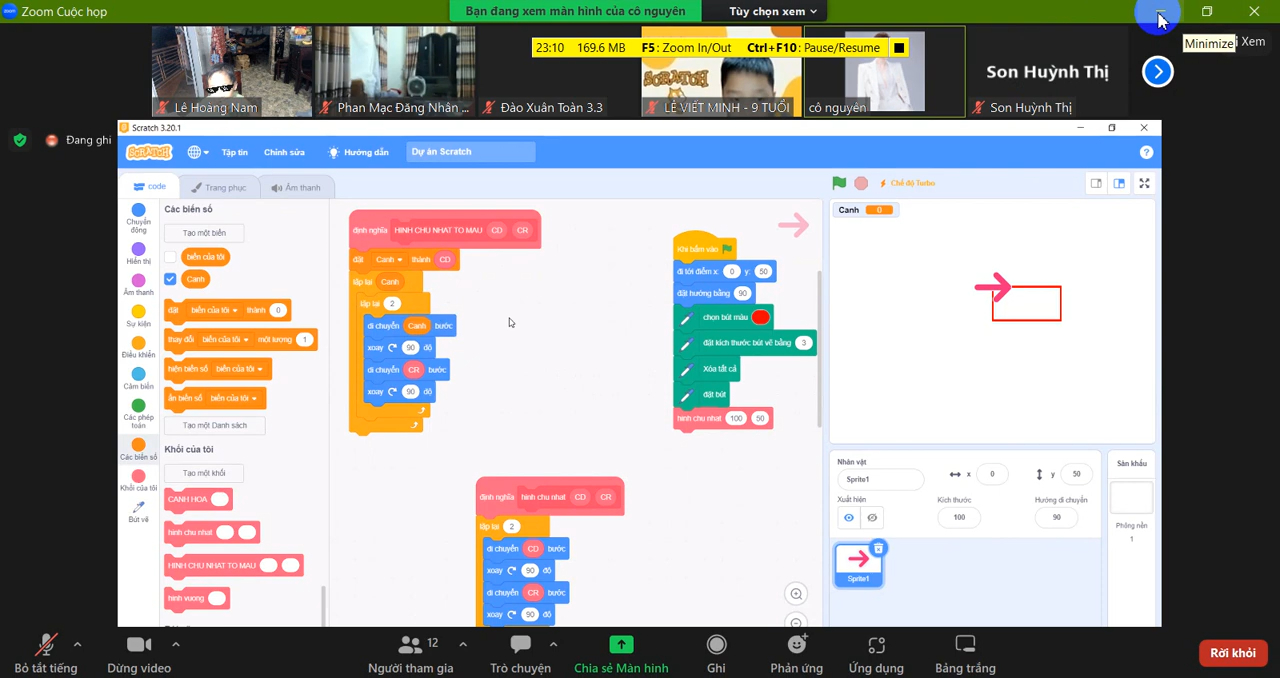 zoom Zoom Cuộc họp
Bạn đang xem màn hình của cô nguyên
Tùy chọn xem
Minimize
Xem
23:10 169.6 MB F5: Zoom In/Out Ctrl+F10: Pause/Resume
SCRATCH
Lê Hoàng Nam
Phan Mạc Đăng Nhân ...
Đào Xuân Toàn 3.3
LÊ VIẾT MINH - 9 TUỔI
cô nguyên
Son Huỳnh Thị
Son Huỳnh Thị
Đang ghi
Scratch 3.20.1
SCRATCH
Tập tin
Chỉnh sửa
Hướng dẫn
Dự án Scratch
?
code
Trang phục
Âm thanh
Chế độ Turbo
Chuyển động
Hiển thị
Âm thanh
Sự kiện
Điều khiển
Cảm biến
Các phép toán
Các biến số
Khối của tôi
Bút vẽ
Các biến số
Tạo một biến
biến của tôi
Canh
đặt biến của tôi thành 0
thay đổi biến của tôi một lượng 1
hiện biến số biến của tôi
ẩn biến số biến của tôi
Tạo một Danh sách
Khối của tôi
Tạo một khối
CANH HOA
hinh chu nhat
HINH CHU NHAT TO MAU
hinh vuong
định nghĩa HINH CHU NHAT TO MAU CD CR
đặt Canh thành CD
lặp lại Canh
lặp lại 2
di chuyển Canh bước
xoay 90 độ
di chuyển CR bước
xoay 90 độ
định nghĩa hinh chu nhat CD CR
lặp lại 2
di chuyển CD bước
xoay 90 độ
di chuyển CR bước
xoay 90 độ
Khi bấm vào
đi tới điểm x: 0 y: 50
đặt hướng bằng 90
chọn bút màu
đặt kích thước bút vẽ bằng 3
Xóa tất cả
đặt bút
hinh chu nhat 100 50
Canh 0
Nhân vật
Sprite1
x 0
y 50
Xuất hiện
Kích thước
100
Hướng di chuyển
90
Sprite1
Sân khấu
Phông nền
1
Bỏ tắt tiếng
Dừng video
12
Người tham gia
Trò chuyện
Chia sẻ Màn hình
Ghi
Phản ứng
Ứng dụng
Bảng trắng
Rời khỏi